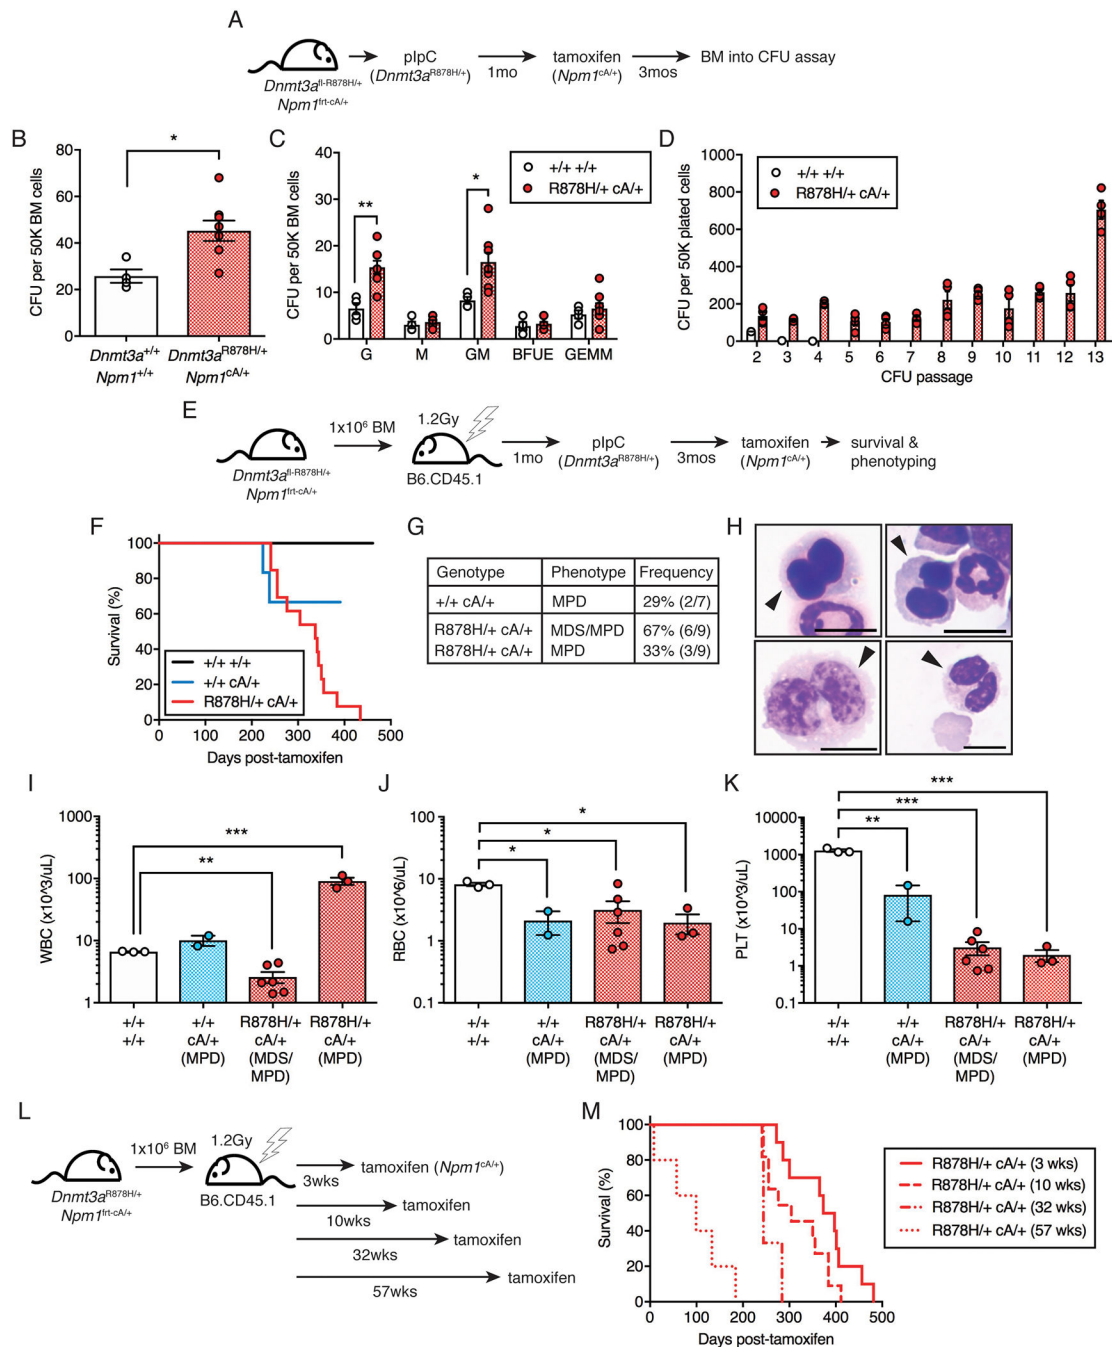 A
Dnmt3a^fl-R878H/+
Npm1^frt-cA/+
pIpC
(Dnmt3a^R878H/+)
1mo
tamoxifen
(Npm1^cA/+)
3mos
BM into CFU assay
B
*
CFU per 50K BM cells
80
60
40
20
0
Dnmt3a^+/+
Npm1^+/+
Dnmt3a^R878H/+
Npm1^cA/+
C
CFU per 50K BM cells
40
30
20
10
0
**
*
+/+ +/+
R878H/+ cA/+
G
M
GM
BFUE
GEMM
D
CFU per 50K plated cells
1000
800
600
400
200
0
+/+ +/+
R878H/+ cA/+
2 3 4 5 6 7 8 9 10 11 12 13
CFU passage
E
Dnmt3a^fl-R878H/+
Npm1^frt-cA/+
1x10^6 BM
1.2Gy
B6.CD45.1
1mo
pIpC
(Dnmt3a^R878H/+)
3mos
tamoxifen
(Npm1^cA/+)
survival &
phenotyping
F
Survival (%)
100
80
60
40
20
0
+/+ +/+
+/+ cA/+
R878H/+ cA/+
0 100 200 300 400 500
Days post-tamoxifen
G
Genotype Phenotype Frequency
+/+ cA/+ MPD 29% (2/7)
R878H/+ cA/+ MDS/MPD 67% (6/9)
R878H/+ cA/+ MPD 33% (3/9)
H
I
WBC (x10^3/uL)
1000
100
10
1
***
**
+/+
+/+
+/+
cA/+
(MPD)
R878H/+
cA/+
(MDS/
MPD)
R878H/+
cA/+
(MPD)
J
RBC (x10^6/uL)
100
10
1
0.1
*
*
*
+/+
+/+
+/+
cA/+
(MPD)
R878H/+
cA/+
(MDS/
MPD)
R878H/+
cA/+
(MPD)
K
PLT (x10^3/uL)
10000
1000
100
10
1
0.1
***
***
**
+/+
+/+
+/+
cA/+
(MPD)
R878H/+
cA/+
(MDS/
MPD)
R878H/+
cA/+
(MPD)
L
Dnmt3a^R878H/+
Npm1^frt-cA/+
1x10^6 BM
1.2Gy
B6.CD45.1
tamoxifen (Npm1^cA/+)
3wks
tamoxifen
10wks
tamoxifen
32wks
tamoxifen
57wks
M
Survival (%)
100
80
60
40
20
0
0 100 200 300 400 500
Days post-tamoxifen
R878H/+ cA/+ (3 wks)
R878H/+ cA/+ (10 wks)
R878H/+ cA/+ (32 wks)
R878H/+ cA/+ (57 wks)